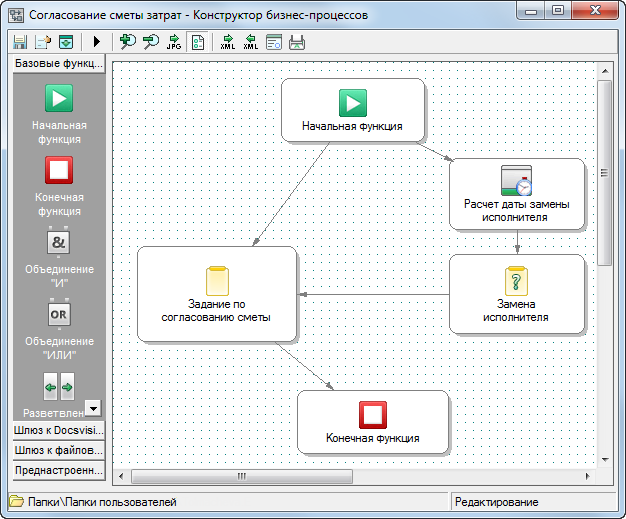 Согласование сметы затрат - Конструктор бизнес-процессов
JPG
XML
XML
Базовые функц...
Начальная
функция
Конечная
функция
&
Объединение
"И"
OR
Объединение
"ИЛИ"
Разветвлен
Шлюз к Docsvisi...
Шлюз к файлов...
Преднастроенн...
Начальная функция
Расчет даты замены
исполнителя
Задание по
согласованию сметы
?
Замена
исполнителя
Конечная функция
Папки\Папки пользователей
Редактирование